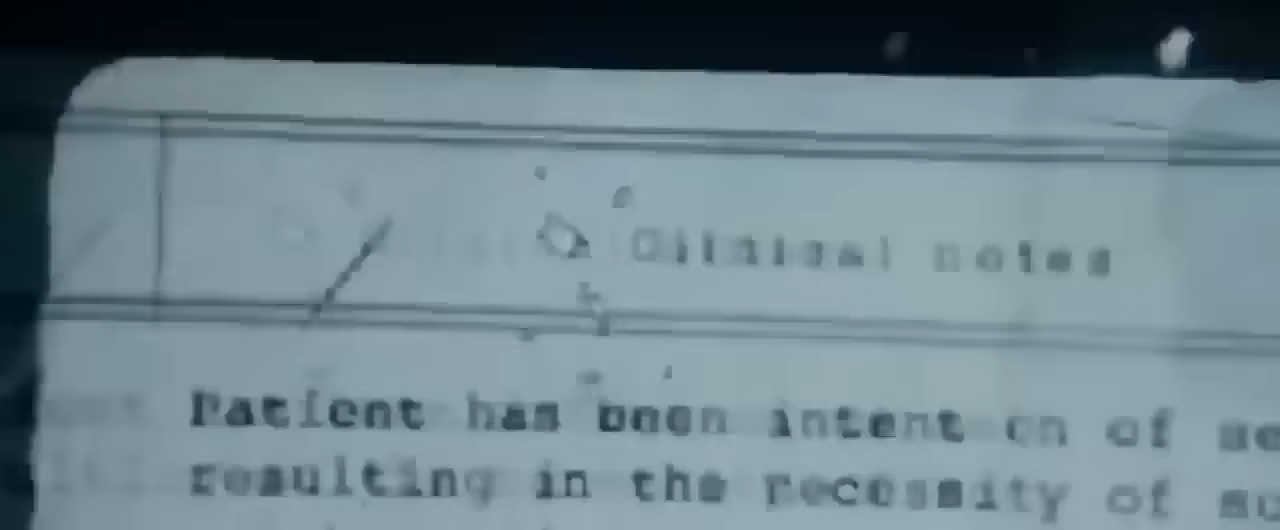 Clinical notes
Patient has been intent on of
resulting in the necessity of